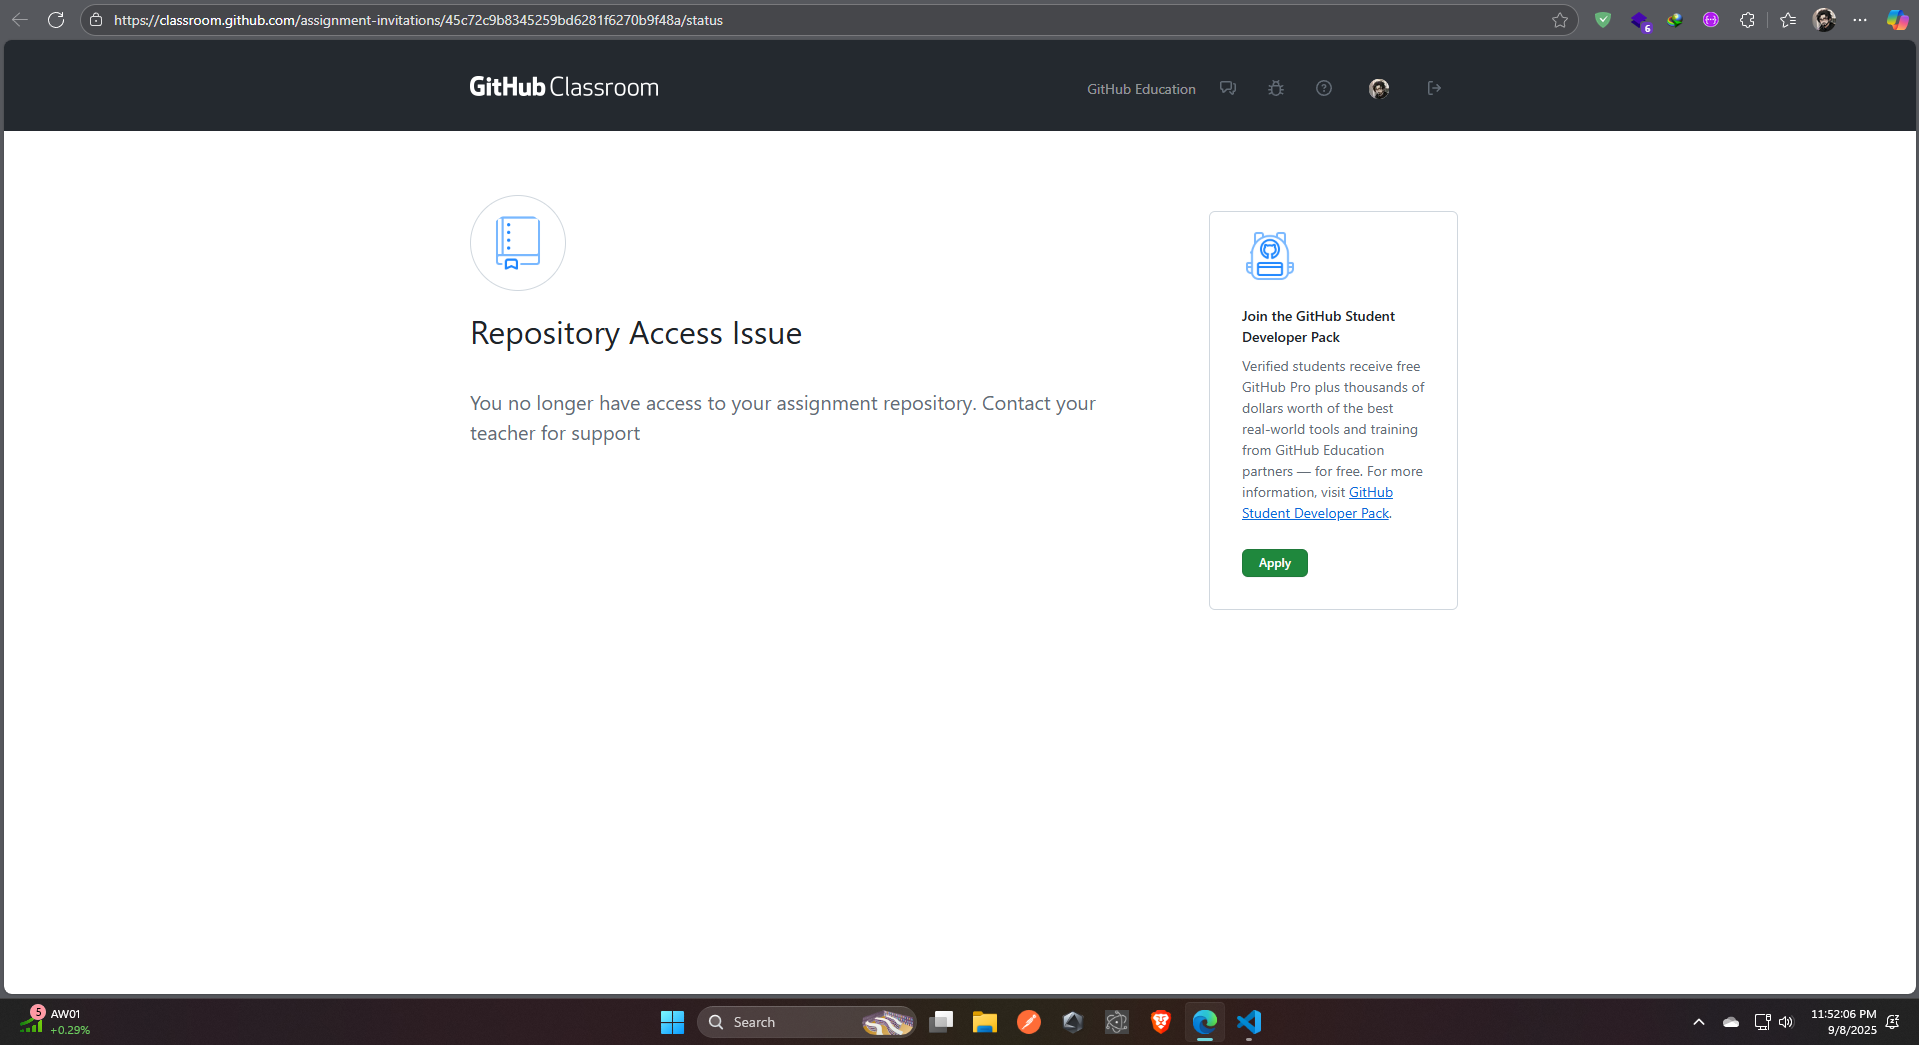 https://classroom.github.com/assignment-invitations/45c72c9b8345259bd6281f6270b9f48a/status
6
GitHub Classroom
GitHub Education
Repository Access Issue
You no longer have access to your assignment repository. Contact your
teacher for support
Join the GitHub Student
Developer Pack
Verified students receive free
GitHub Pro plus thousands of
dollars worth of the best
real-world tools and training
from GitHub Education
partners — for free. For more
information, visit GitHub
Student Developer Pack.
Apply
5
AW01
+0.29%
Search
11:52:06 PM
9/8/2025